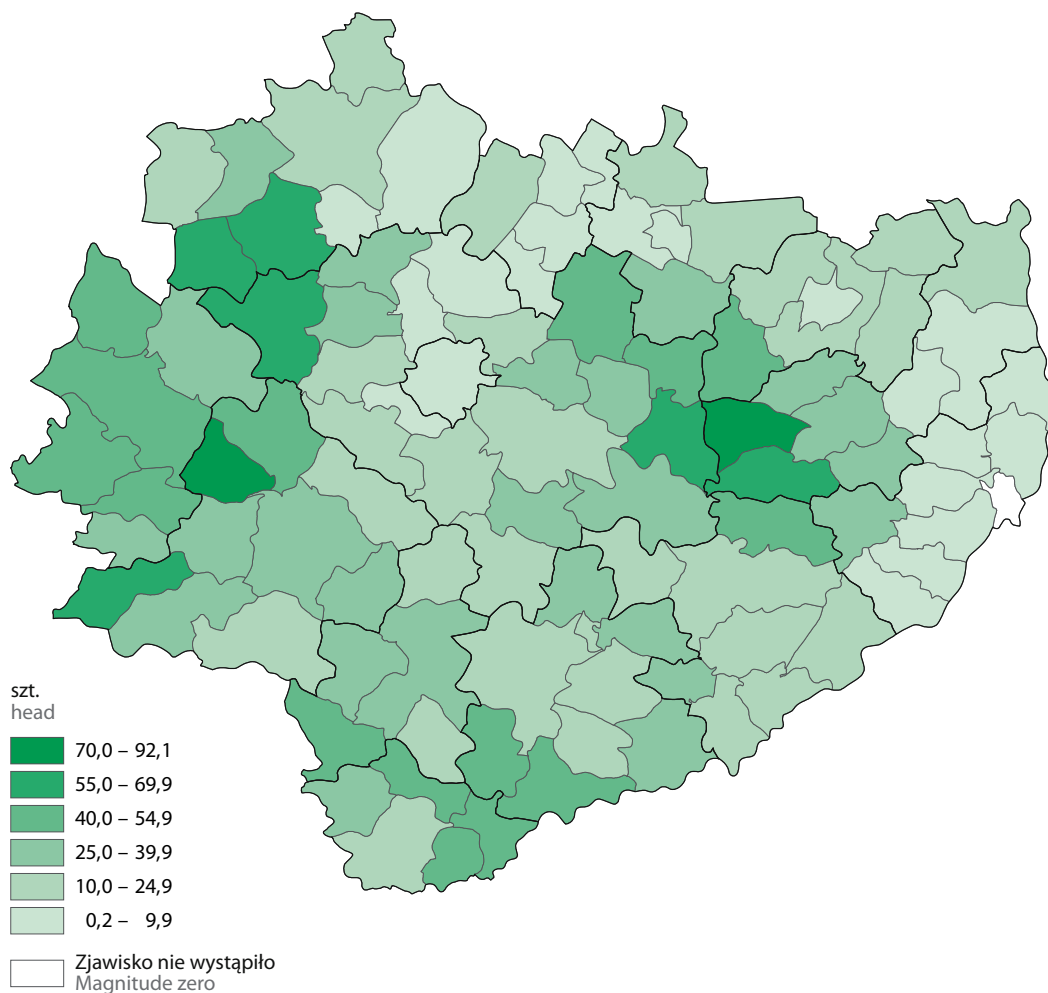 szt.
head
70,0 – 92,1
55,0 – 69,9
40,0 – 54,9
25,0 – 39,9
10,0 – 24,9
0,2 – 9,9
Zjawisko nie wystąpiło
Magnitude zero